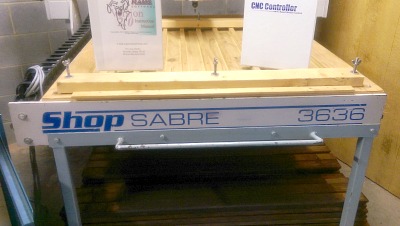 CNC Controller
Shop SABRE 3636